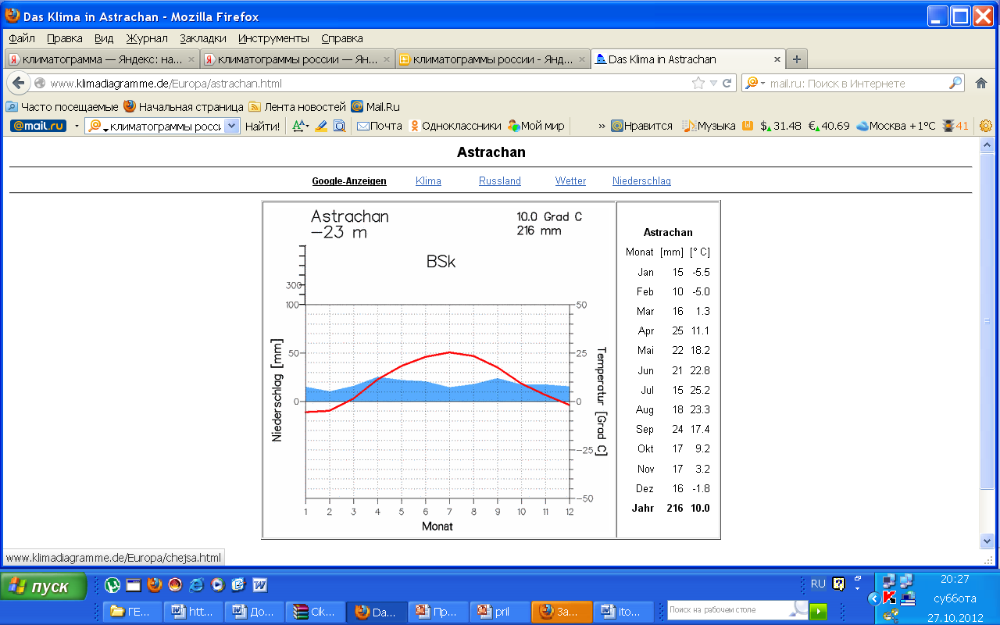 Das Klima in Astrachan - Mozilla Firefox
Файл Правка Вид Журнал Закладки Инструменты Справка
климатограмма — Яндекс: на... климатограммы россии — Ян... климатограммы россии - Янд... Das Klima in Astrachan
www.klimadiagramme.de/Europa/astrachan.html mail.ru: Поиск в Интернете
Часто посещаемые Начальная страница Лента новостей Mail.Ru
@mail.ru климатограммы росси Найти! Почта Одноклассники Мой мир » Нравится Музыка $ 31.48 € 40.69 Москва +1°C 41
Astrachan
Google-Anzeigen Klima Russland Wetter Niederschlag
Astrachan 10.0 Grad C
-23 m 216 mm
BSk
300
100 50
50 25
0 0
-25
-50
Niederschlag [mm]
Temperatur [Grad C]
1 2 3 4 5 6 7 8 9 10 11 12
Monat
Astrachan
Monat [mm] [° C]
Jan 15 -5.5
Feb 10 -5.0
Mar 16 1.3
Apr 25 11.1
Mai 22 18.2
Jun 21 22.8
Jul 15 25.2
Aug 18 23.3
Sep 24 17.4
Okt 17 9.2
Nov 17 3.2
Dez 16 -1.8
Jahr 216 10.0
www.klimadiagramme.de/Europa/chejsa.html
пуск RU 20:27
суббота
27.10.2012
ГЕ... htt... До... Cik... Da... Пр... pril За... ito... Поиск на рабочем столе